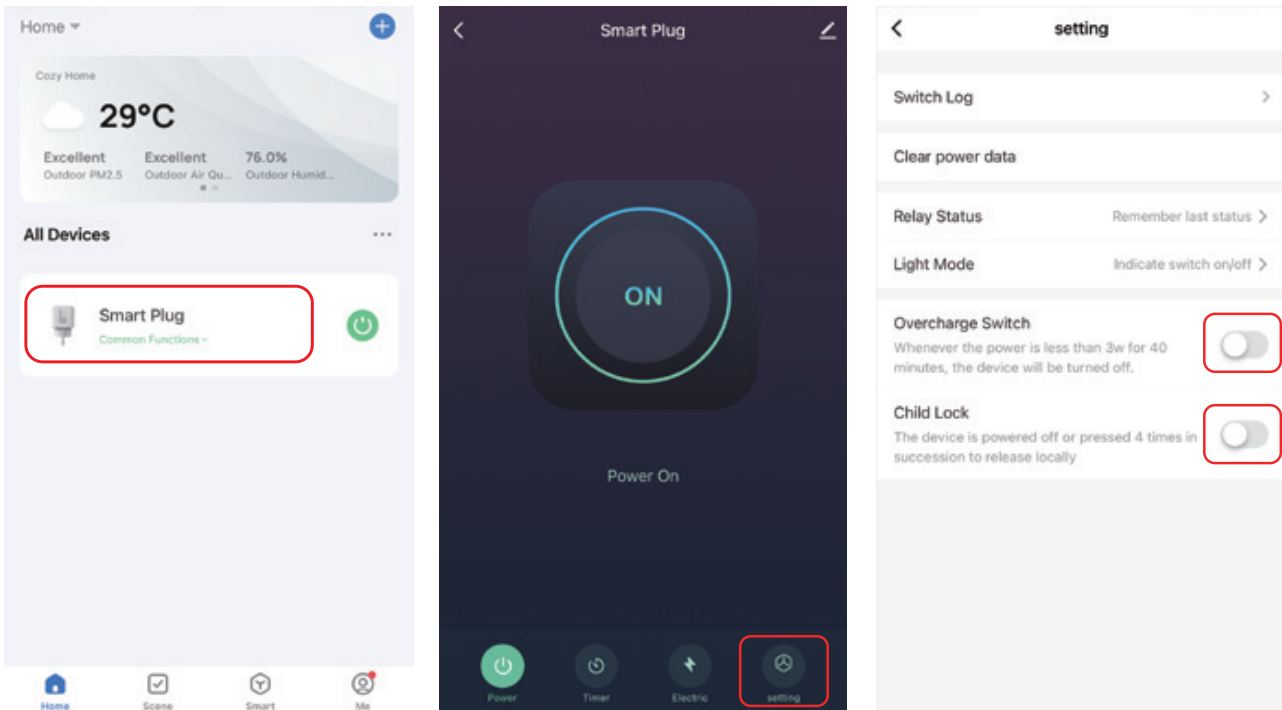 Home
Cozy Home
29°C
Excellent Excellent 76.0%
Outdoor PM2.5 Outdoor Air Qu... Outdoor Humid...
All Devices
Smart Plug
Common Functions
Home Scene Smart Me
Smart Plug
ON
Power On
Power Timer Electric setting
setting
Switch Log
Clear power data
Relay Status Remember last status
Light Mode Indicate switch on/off
Overcharge Switch
Whenever the power is less than 3w for 40
minutes, the device will be turned off.
Child Lock
The device is powered off or pressed 4 times in
succession to release locally